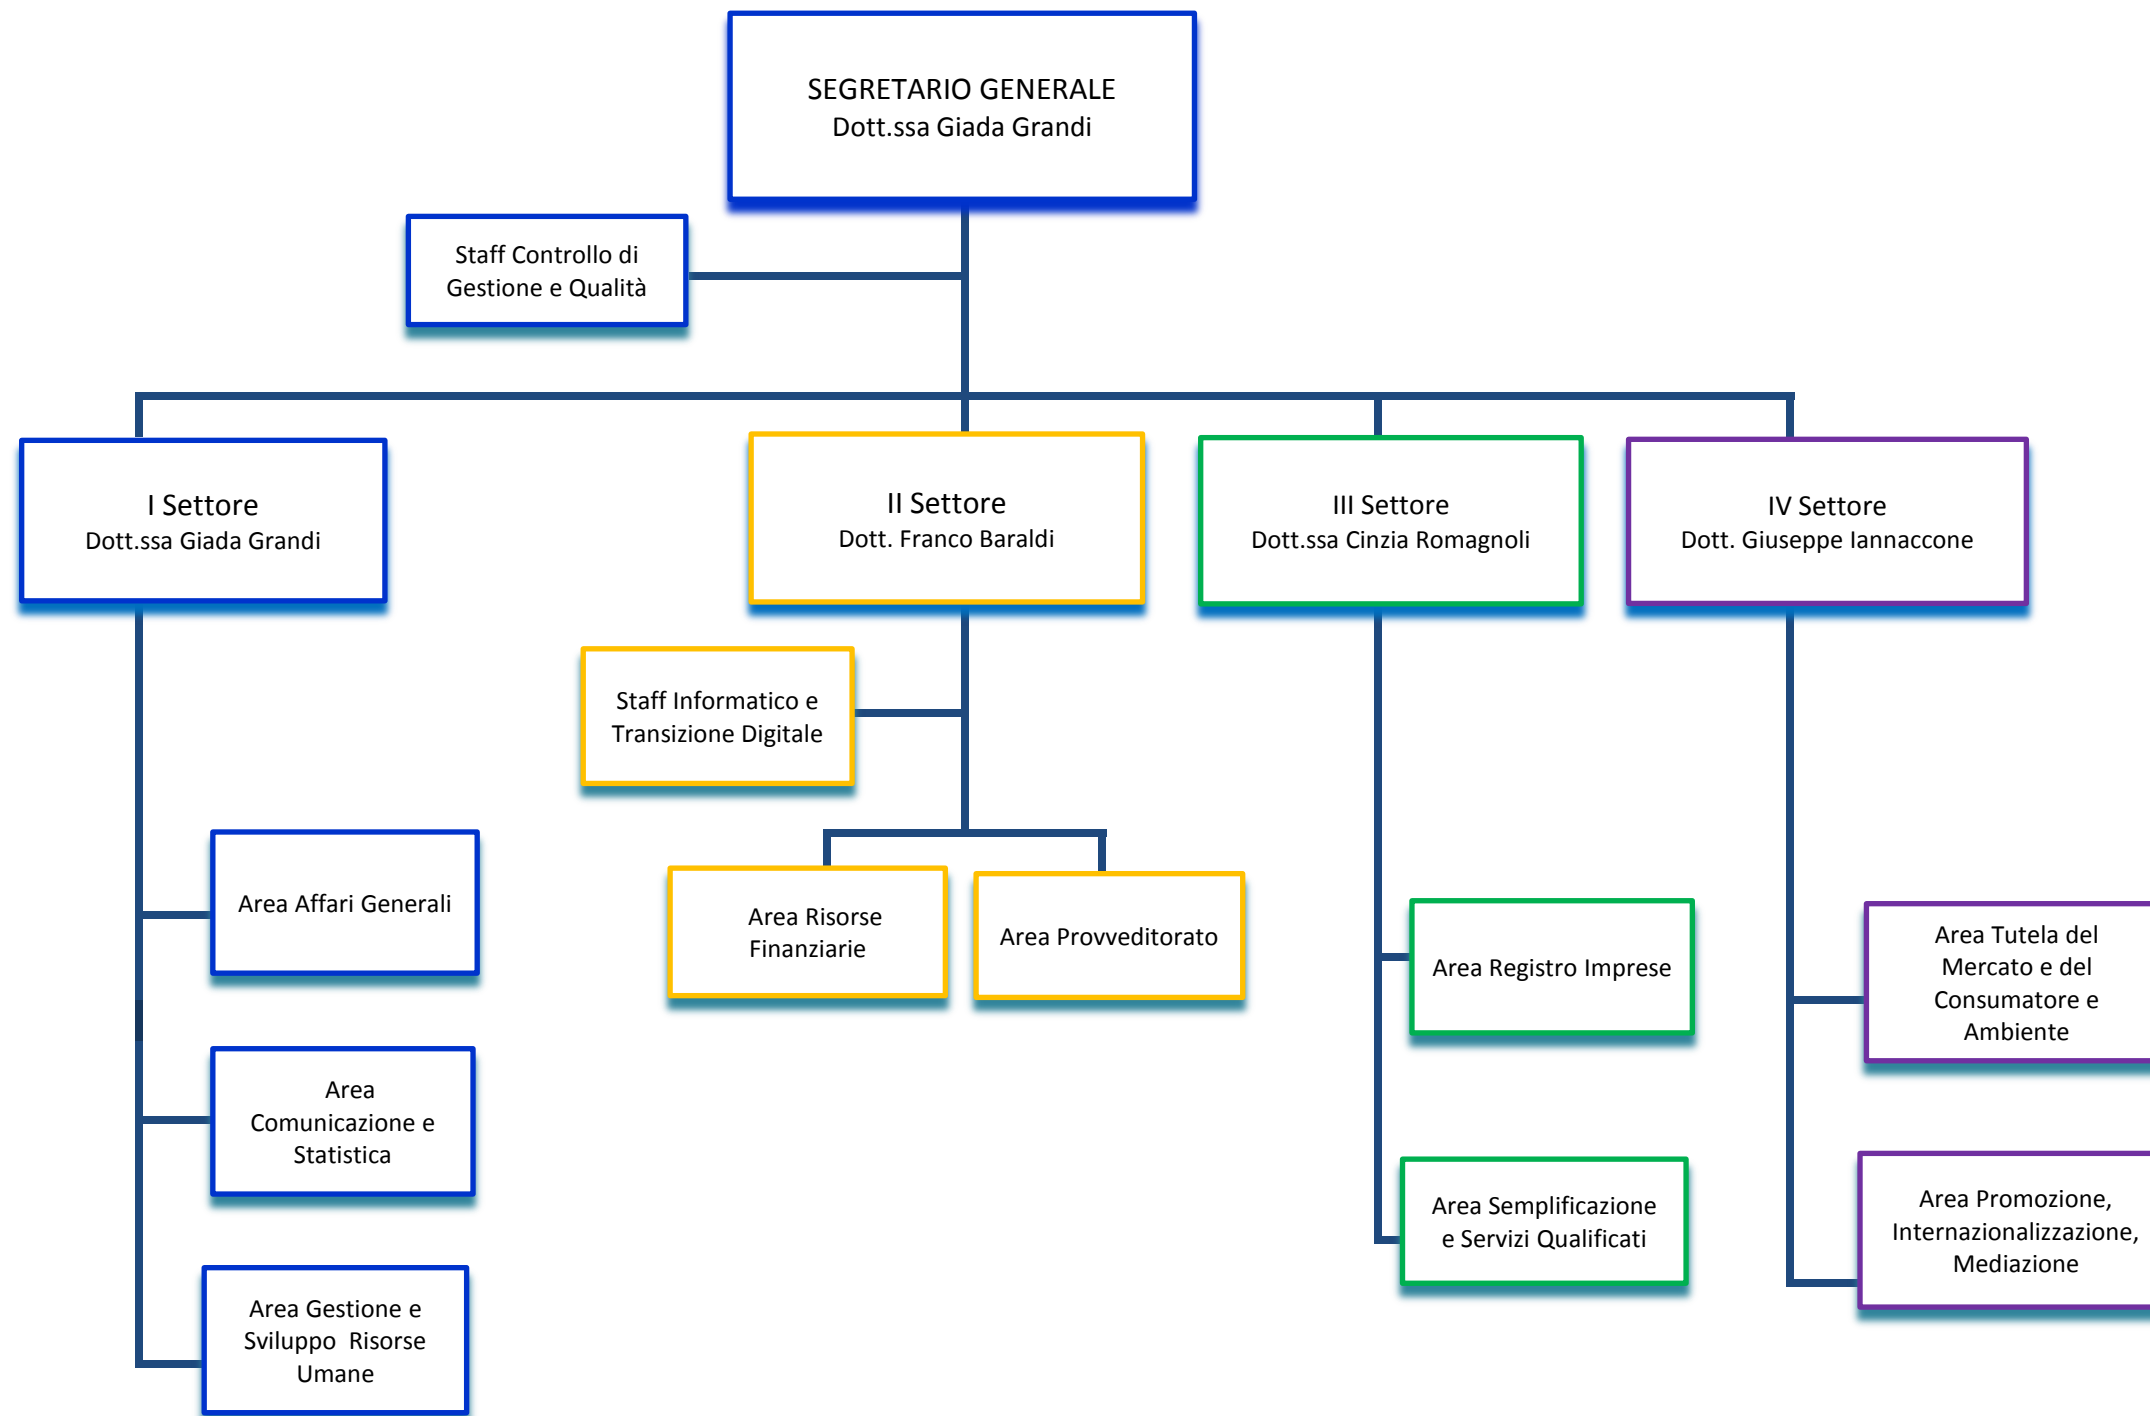 SEGRETARIO GENERALE
Dott.ssa Giada Grandi
Staff Controllo di
Gestione e Qualità
I Settore
Dott.ssa Giada Grandi
II Settore
Dott. Franco Baraldi
III Settore
Dott.ssa Cinzia Romagnoli
IV Settore
Dott. Giuseppe Iannaccone
Staff Informatico e
Transizione Digitale
Area Affari Generali
Area Comunicazione e
Statistica
Area Gestione e
Sviluppo  Risorse
Umane
Area Risorse
Finanziarie
Area Provveditorato
Area Registro Imprese
Area Semplificazione
e Servizi Qualificati
Area Tutela del
Mercato e del
Consumatore e
Ambiente
Area Promozione,
Internazionalizzazione,
Mediazione